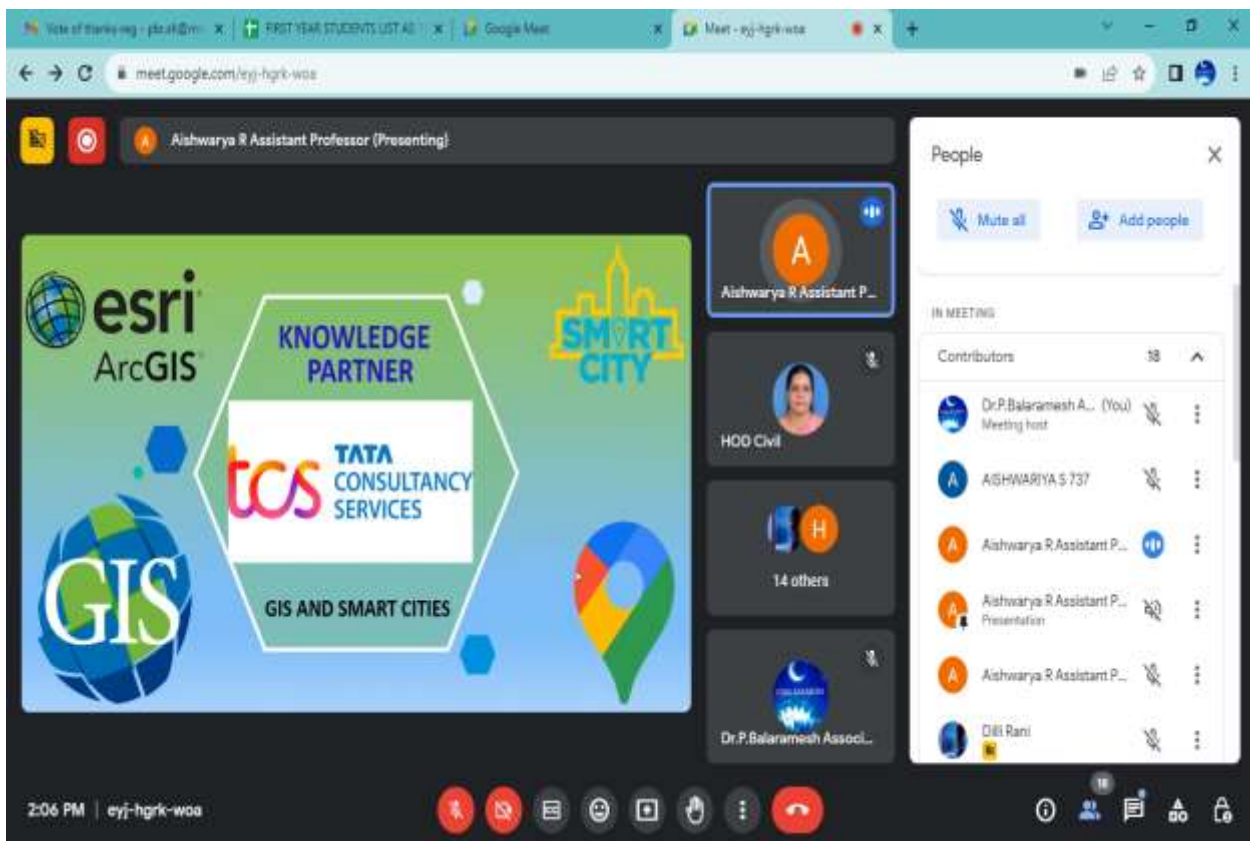 Vote of thanks-reg - pbr.sh@m
FIRST YEAR STUDENTS LIST AS
Google Meet
Meet - eyj-hgrk-woa
meet.google.com/eyj-hgrk-woa
Aishwarya R Assistant Professor (Presenting)
esri
ArcGIS
KNOWLEDGE
PARTNER
tcs
TATA
CONSULTANCY
SERVICES
GIS AND SMART CITIES
SMART
CITY
GIS
A
Aishwarya R Assistant P...
HOD Civil
H
14 others
Dr.P.Balaramesh Associ...
People
Mute all
Add people
IN MEETING
Contributors 18
Dr.P.Balaramesh A... (You)
Meeting host
A AISHWARIYA S 737
A Aishwarya R Assistant P...
A Aishwarya R Assistant P...
Presentation
A Aishwarya R Assistant P...
Dilli Rani
2:06 PM | eyj-hgrk-woa
18